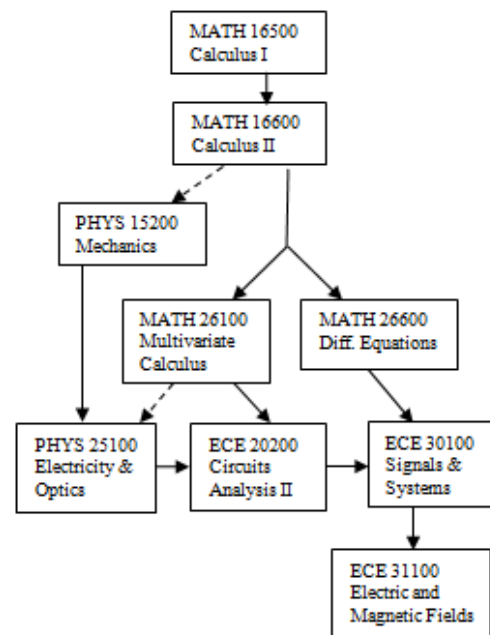 MATH 16500
Calculus I
MATH 16600
Calculus II
PHYS 15200
Mechanics
MATH 26100
Multivariate
Calculus
MATH 26600
Diff. Equations
PHYS 25100
Electricity &
Optics
ECE 20200
Circuits
Analysis II
ECE 30100
Signals &
Systems
ECE 31100
Electric and
Magnetic Fields